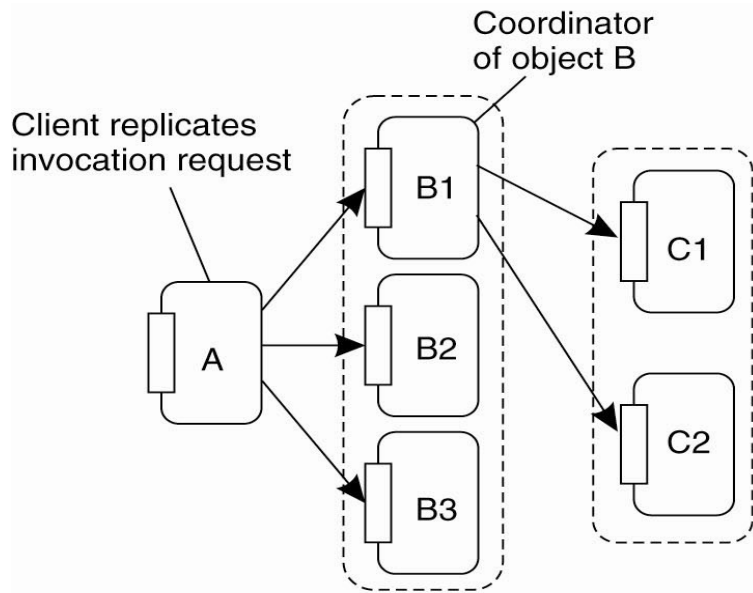 Coordinator
of object B
Client replicates
invocation request
B1
C1
A
B2
C2
B3